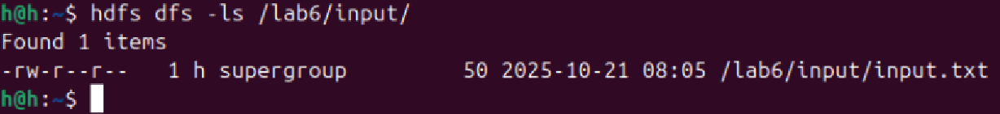 h@h:~$ hdfs dfs -ls /lab6/input/
Found 1 items
-rw-r--r--   1 h supergroup         50 2025-10-21 08:05 /lab6/input/input.txt
h@h:~$